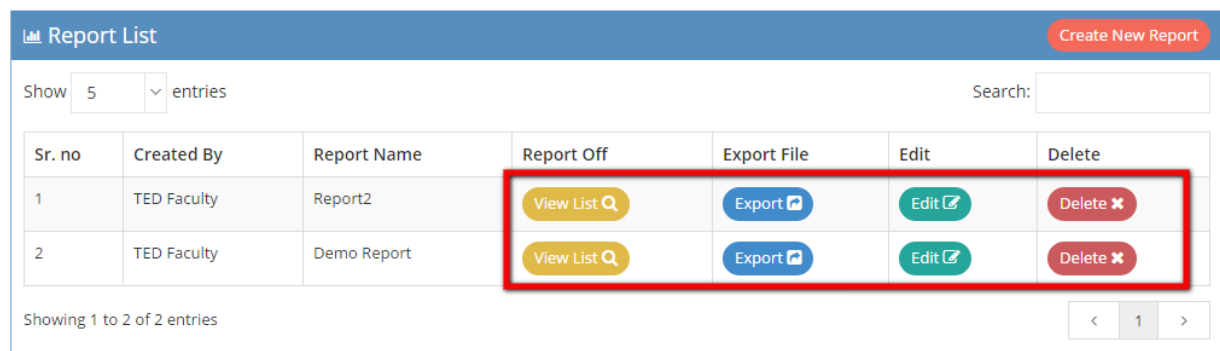 Report List Create New Report
Show 5 entries Search:
Sr. no Created By Report Name Report Off Export File Edit Delete
1 TED Faculty Report2 View List Export Edit Delete
2 TED Faculty Demo Report View List Export Edit Delete
Showing 1 to 2 of 2 entries < 1 >